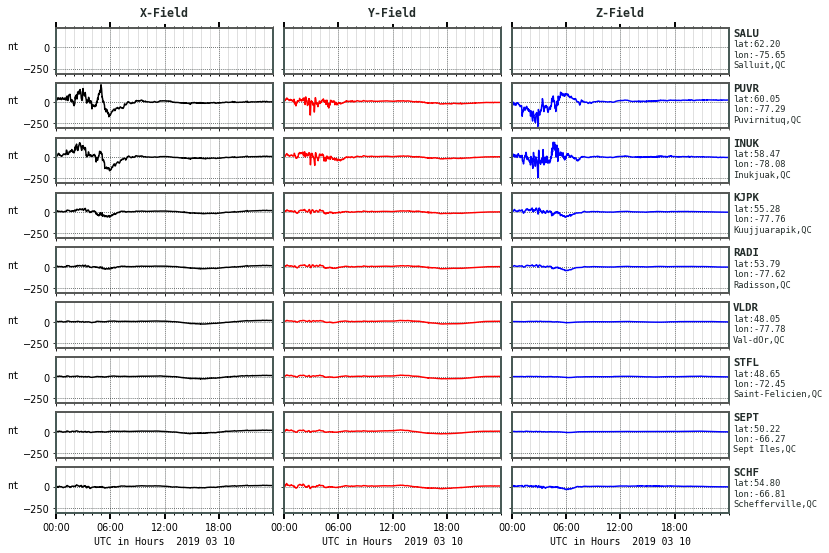 X-Field Y-Field Z-Field
nt 0 −250 SALU
lat:62.20
lon:-75.65
Salluit,QC
nt 0 −250 PUVR
lat:60.05
lon:-77.29
Puvirnituq,QC
nt 0 −250 INUK
lat:58.47
lon:-78.08
Inukjuak,QC
nt 0 −250 KJPK
lat:55.28
lon:-77.76
Kuujjuarapik,QC
nt 0 −250 RADI
lat:53.79
lon:-77.62
Radisson,QC
nt 0 −250 VLDR
lat:48.05
lon:-77.78
Val-dOr,QC
nt 0 −250 STFL
lat:48.65
lon:-72.45
Saint-Felicien,QC
nt 0 −250 SEPT
lat:50.22
lon:-66.27
Sept Iles,QC
nt 0 −250 SCHF
lat:54.80
lon:-66.81
Schefferville,QC
00:00 06:00 12:00 18:00 00:00 06:00 12:00 18:00 00:00 06:00 12:00 18:00
UTC in Hours 2019 03 10 UTC in Hours 2019 03 10 UTC in Hours 2019 03 10